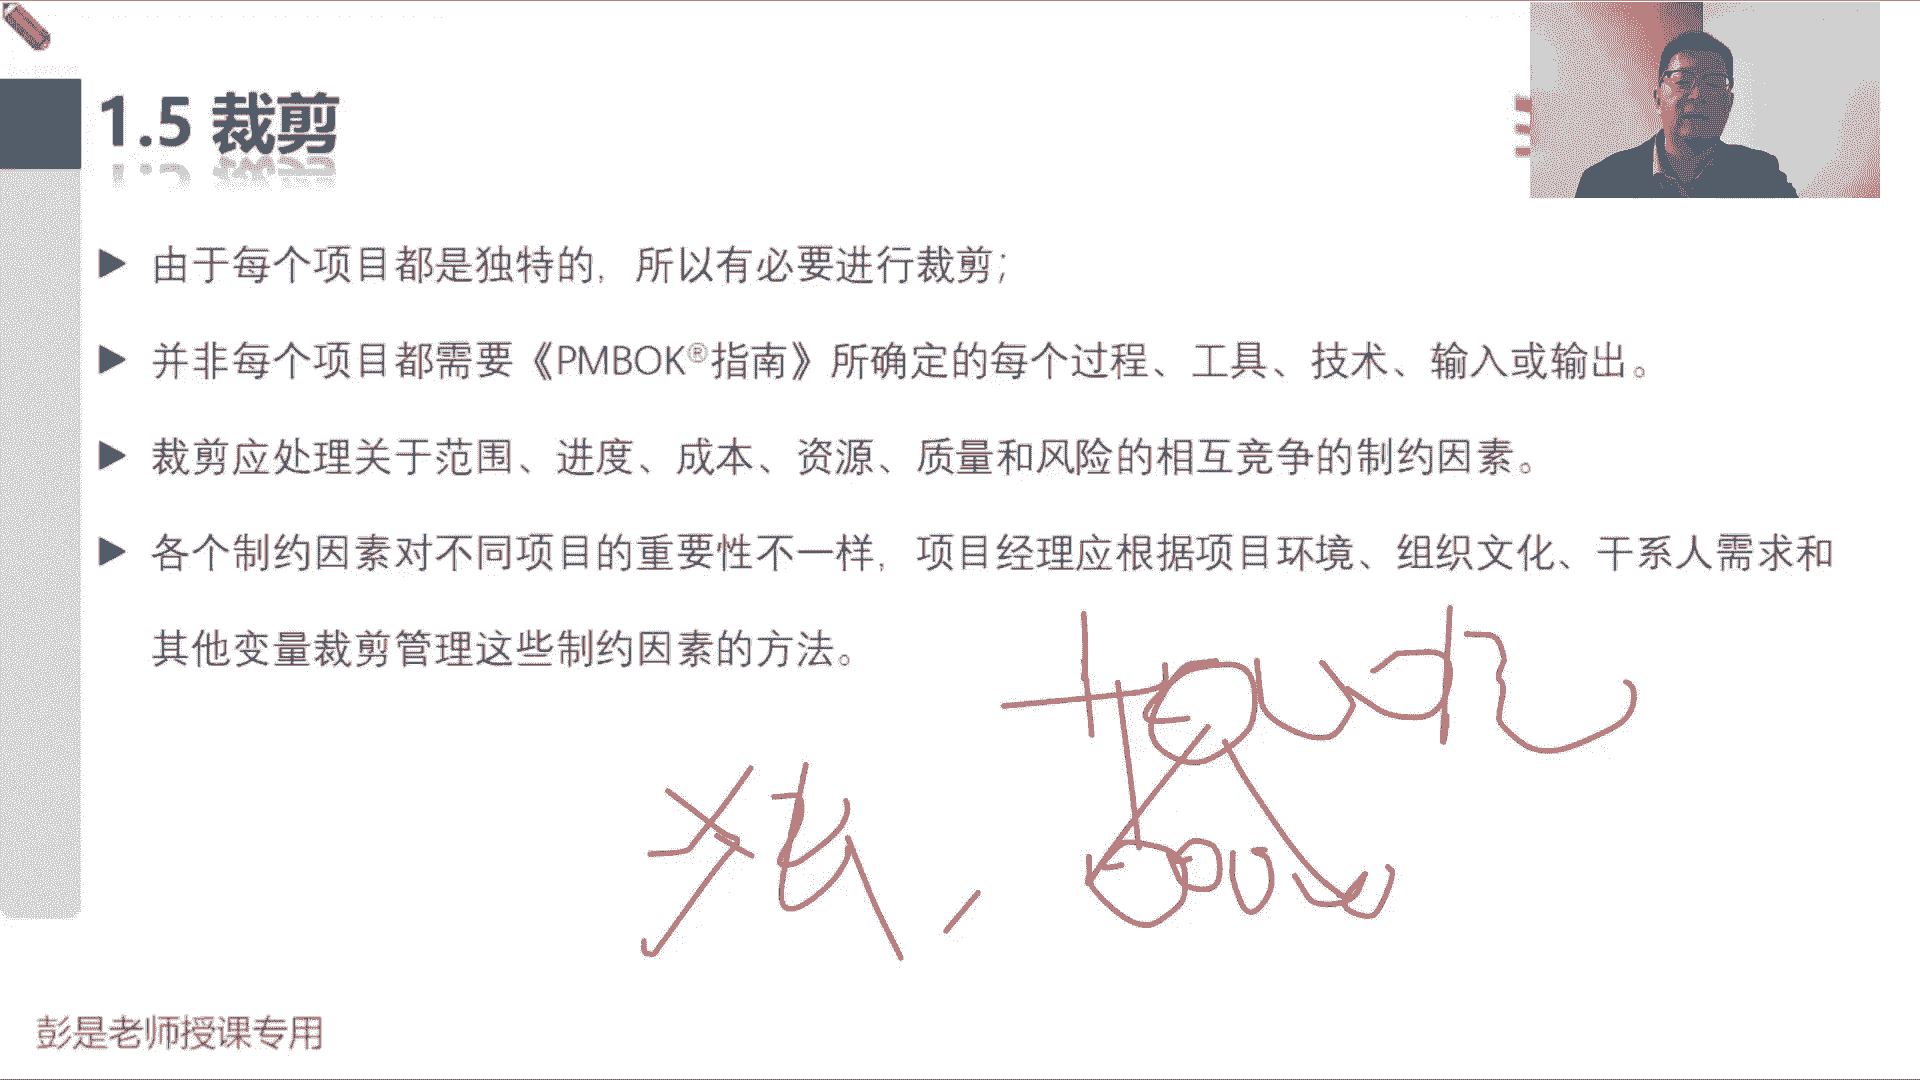 1.5 裁剪
▶ 由于每个项目都是独特的，所以有必要进行裁剪；
▶ 并非每个项目都需要《PMBOK®指南》所确定的每个过程、工具、技术、输入或输出。
▶ 裁剪应处理关于范围、进度、成本、资源、质量和风险的相互竞争的制约因素。
▶ 各个制约因素对不同项目的重要性不一样，项目经理应根据项目环境、组织文化、干系人需求和
其他变量裁剪管理这些制约因素的方法。
彭是老师授课专用